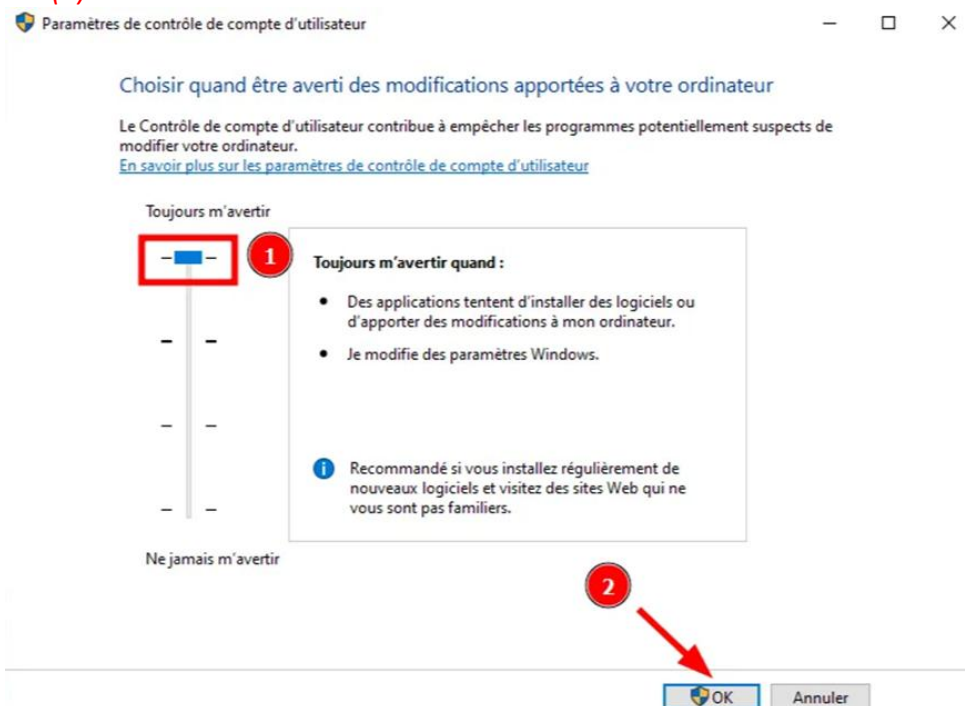 Paramètres de contrôle de compte d'utilisateur
Choisir quand être averti des modifications apportées à votre ordinateur
Le Contrôle de compte d'utilisateur contribue à empêcher les programmes potentiellement suspects de
modifier votre ordinateur.
En savoir plus sur les paramètres de contrôle de compte d'utilisateur
Toujours m'avertir
1
Toujours m'avertir quand :
• Des applications tentent d'installer des logiciels ou
d'apporter des modifications à mon ordinateur.
• Je modifie des paramètres Windows.
Recommandé si vous installez régulièrement de
nouveaux logiciels et visitez des sites Web qui ne
vous sont pas familiers.
Ne jamais m'avertir
2
OK Annuler